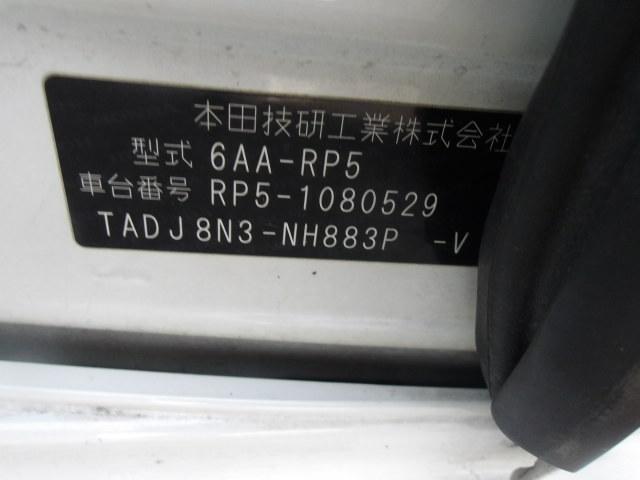 本田技研工業株式会社
型式 6AA-RP5
車台番号 RP5-1080529
TADJ8N3-NH883P -V